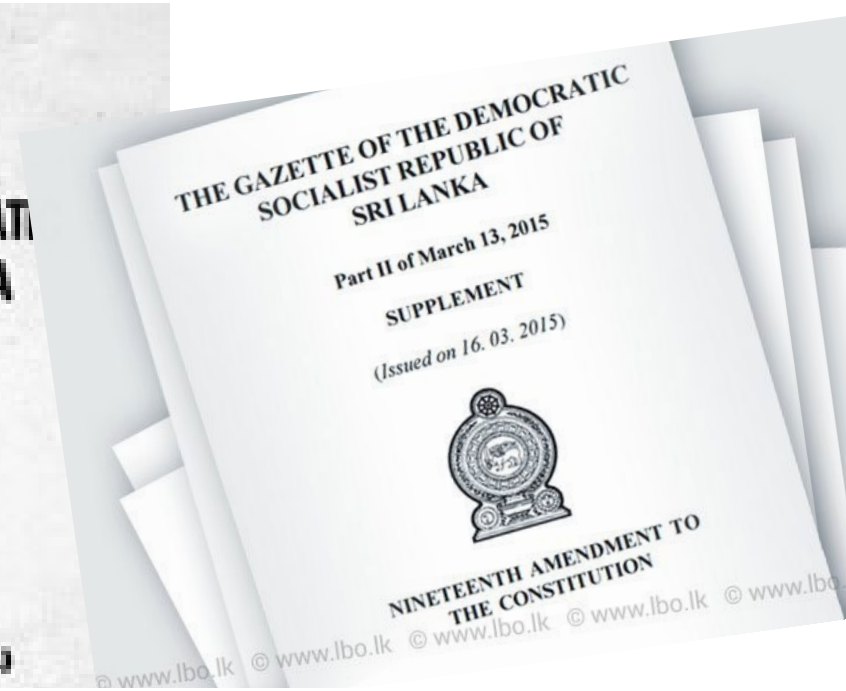 THE GAZETTE OF THE DEMOCRATIC
SOCIALIST REPUBLIC OF
SRI LANKA
Part II of March 13, 2015
SUPPLEMENT
(Issued on 16. 03. 2015)
NINETEENTH AMENDMENT TO
THE CONSTITUTION
© www.lbo.lk © www.lbo.lk © www.lbo.lk © www.lbo.lk © www.lbo.